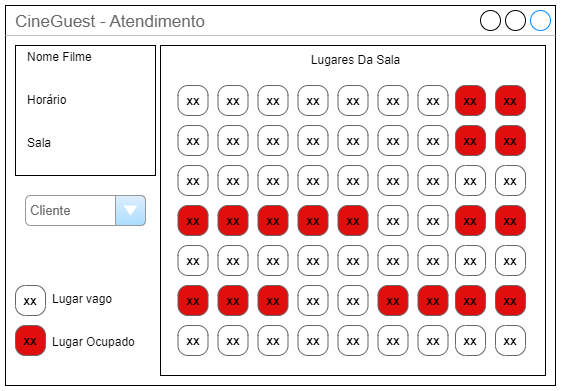 CineGuest - Atendimento
Nome Filme
Horário
Sala
Cliente
Lugares Da Sala
xx xx xx xx xx xx xx xx xx
xx xx xx xx xx xx xx xx xx
xx xx xx xx xx xx xx xx xx
xx xx xx xx xx xx xx xx xx
xx xx xx xx xx xx xx xx xx
xx xx xx xx xx xx xx xx xx
xx xx xx xx xx xx xx xx xx
xx Lugar vago
xx Lugar Ocupado